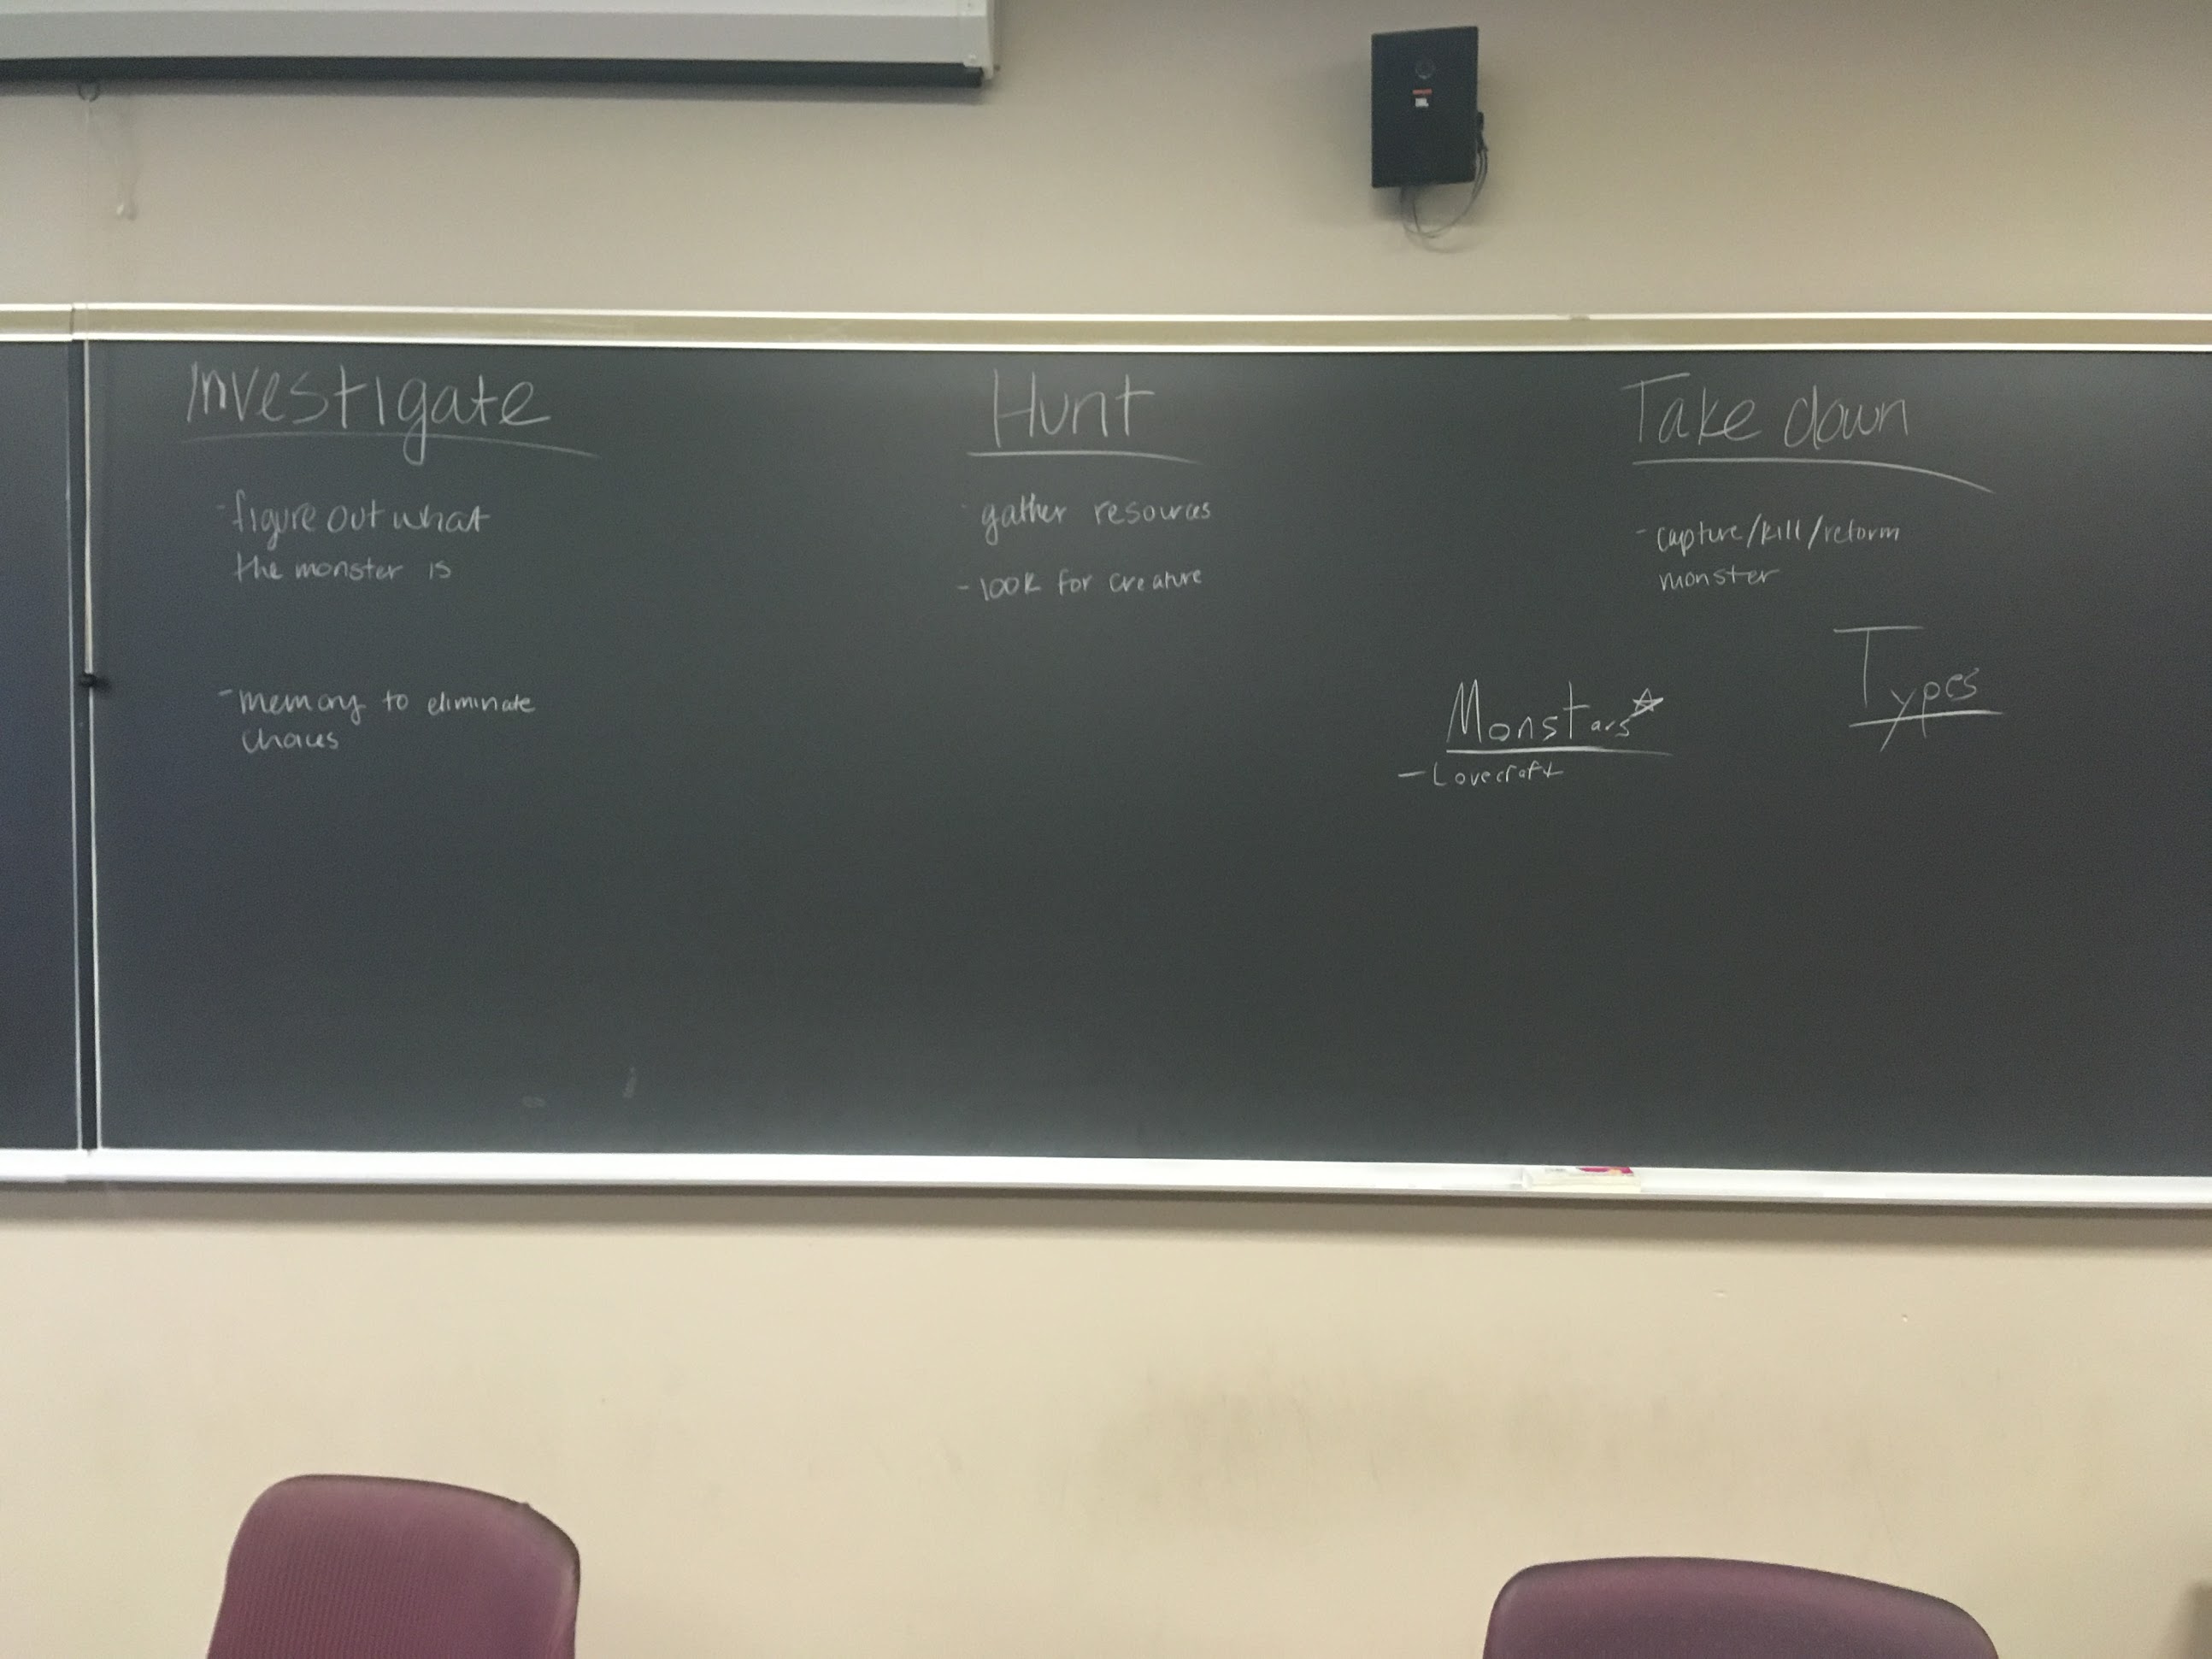 Investigate
- figure out what
the monster is
- memory to eliminate
Hunt
- gather resources
- look for creature
Take down
- capture/kill/reform
monster
Monstars
- Lovecraft
Types